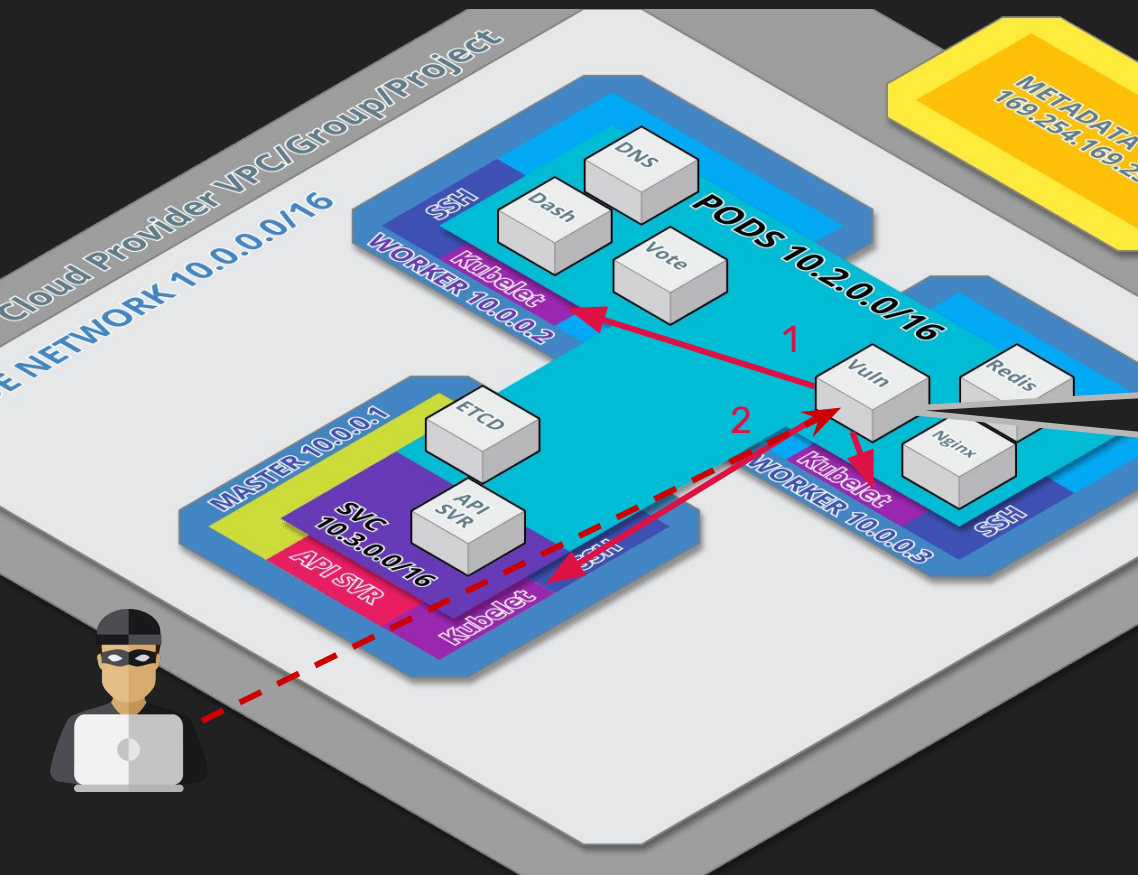 Cloud Provider VPC/Group/Project
E NETWORK 10.0.0.0/16
METADATA
169.254.169.25
DNS
Dash
Vote
SSH
Kubelet
WORKER 10.0.0.2
PODS 10.2.0.0/16
1
2
Vuln
Redis
Nginx
Kubelet
WORKER 10.0.0.3
SSH
ETCD
MASTER 10.0.0.1
API
SVR
SVC
10.3.0.0/16
API SVR
Kubelet
SSH